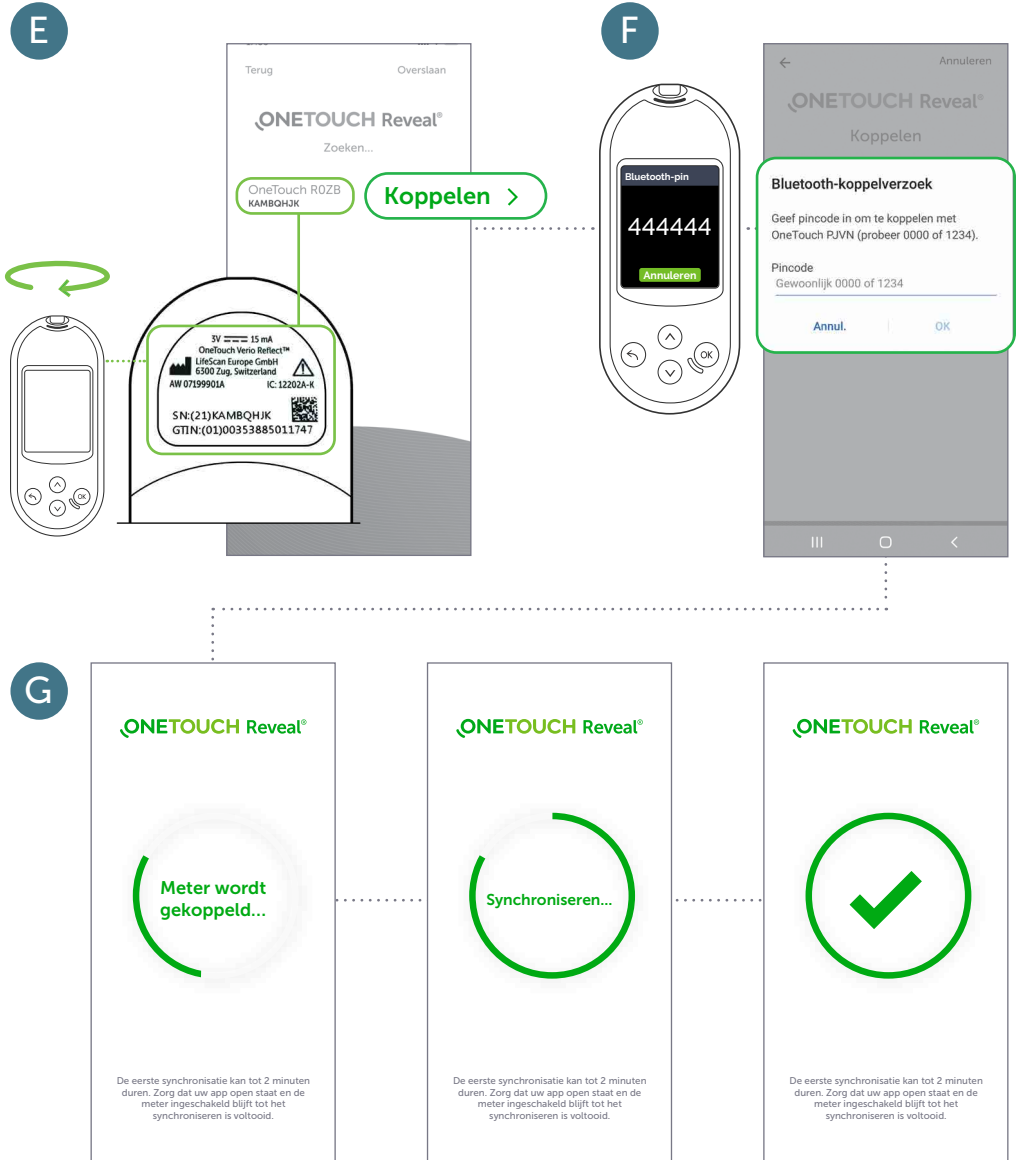 E
Terug
Overslaan
ONETOUCH Reveal®
Zoeken...
OneTouch R0ZB
KAMBQHJK
Koppelen >
3V 15 mA
OneTouch Verio Reflect™
LifeScan Europe GmbH
6300 Zug, Switzerland
AW 07199901A IC: 12202A-K
SN:(21)KAMBQHJK
GTIN:(01)00353885011747
OK
F
Bluetooth-pin
444444
Annuleren
OK
Annuleren
ONETOUCH Reveal®
Koppelen
Bluetooth-koppelverzoek
Geef pincode in om te koppelen met
OneTouch PJVN (probeer 0000 of 1234).
Pincode
Gewoonlijk 0000 of 1234
Annul.
OK
G
ONETOUCH Reveal®
Meter wordt
gekoppeld...
De eerste synchronisatie kan tot 2 minuten
duren. Zorg dat uw app open staat en de
meter ingeschakeld blijft tot het
synchroniseren is voltooid.
ONETOUCH Reveal®
Synchroniseren...
De eerste synchronisatie kan tot 2 minuten
duren. Zorg dat uw app open staat en de
meter ingeschakeld blijft tot het
synchroniseren is voltooid.
ONETOUCH Reveal®
De eerste synchronisatie kan tot 2 minuten
duren. Zorg dat uw app open staat en de
meter ingeschakeld blijft tot het
synchroniseren is voltooid.